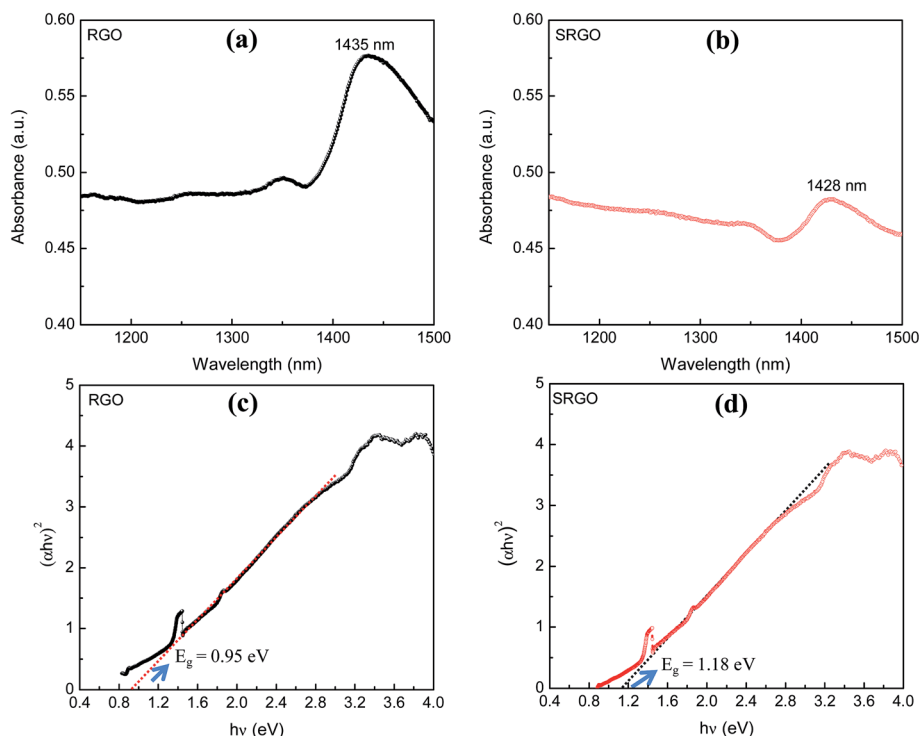 RGO
(a)
1435 nm
0.60
0.55
0.50
0.45
0.40
Absorbance (a.u.)
1200
1300
1400
1500
Wavelength (nm)
SRGO
(b)
1428 nm
0.60
0.55
0.50
0.45
0.40
Absorbance (a.u.)
1200
1300
1400
1500
Wavelength (nm)
RGO
(c)
5
4
3
2
1
0
(αhν)²
E_g = 0.95 eV
0.4
0.8
1.2
1.6
2.0
2.4
2.8
3.2
3.6
4.0
hν (eV)
SRGO
(d)
5
4
3
2
1
0
(αhν)²
E_g = 1.18 eV
0.4
0.8
1.2
1.6
2.0
2.4
2.8
3.2
3.6
4.0
hν (eV)